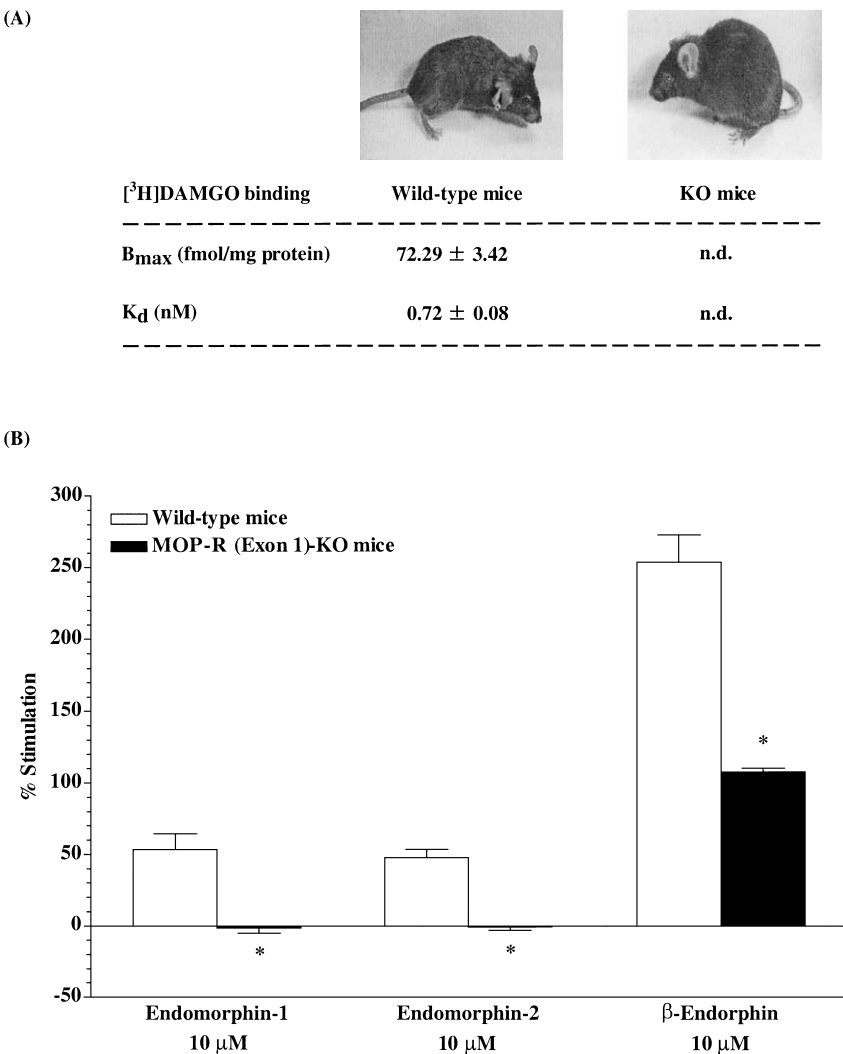 (A)
[³H]DAMGO binding Wild-type mice KO mice
Bmax (fmol/mg protein) 72.29 ± 3.42 n.d.
Kd (nM) 0.72 ± 0.08 n.d.
(B)
300
Wild-type mice
MOP-R (Exon 1)-KO mice
250
200
150
*
100
50
0
* *
-50
% Stimulation
Endomorphin-1 Endomorphin-2 β-Endorphin
10 µM 10 µM 10 µM